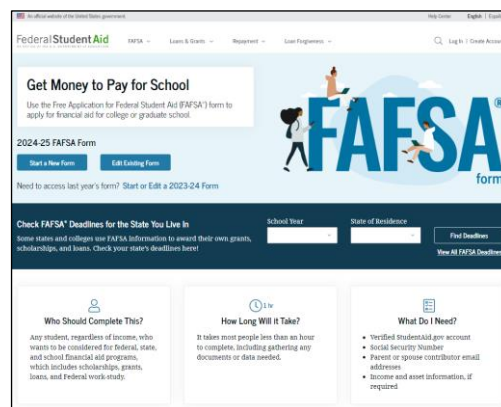 An official website of the United States government.
Help Center English | Españ
Federal Student Aid
FAFSA Loans & Grants Repayment Loan Forgiveness Log In | Create Accou
Get Money to Pay for School
Use the Free Application for Federal Student Aid (FAFSA®) form to
apply for financial aid for college or graduate school.
2024-25 FAFSA Form
Start a New Form Edit Existing Form
Need to access last year's form? Start or Edit a 2023-24 Form
FAFSA®
form
Check FAFSA® Deadlines for the State You Live In
Some states and colleges use FAFSA information to award their own grants,
scholarships, and loans. Check your state's deadlines here!
School Year State of Residence
Find Deadlines
View All FAFSA Deadlines
Who Should Complete This?
Any student, regardless of income, who
wants to be considered for federal, state,
and school financial aid programs,
which includes scholarships, grants,
loans, and Federal work-study.
1 hr
How Long Will it Take?
It takes most people less than an hour
to complete, including gathering any
documents or data needed.
What Do I Need?
• Verified StudentAid.gov account
• Social Security Number
• Parent or spouse contributor email
addresses
• Income and asset information, if
required